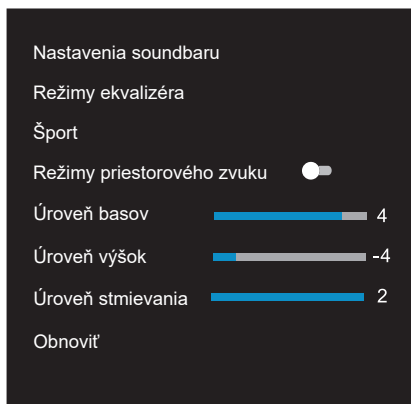 Nastavenia soundbaru
Režimy ekvalizéra
Šport
Režimy priestorového zvuku
Úroveň basov 4
Úroveň výšok -4
Úroveň stmievania 2
Obnoviť